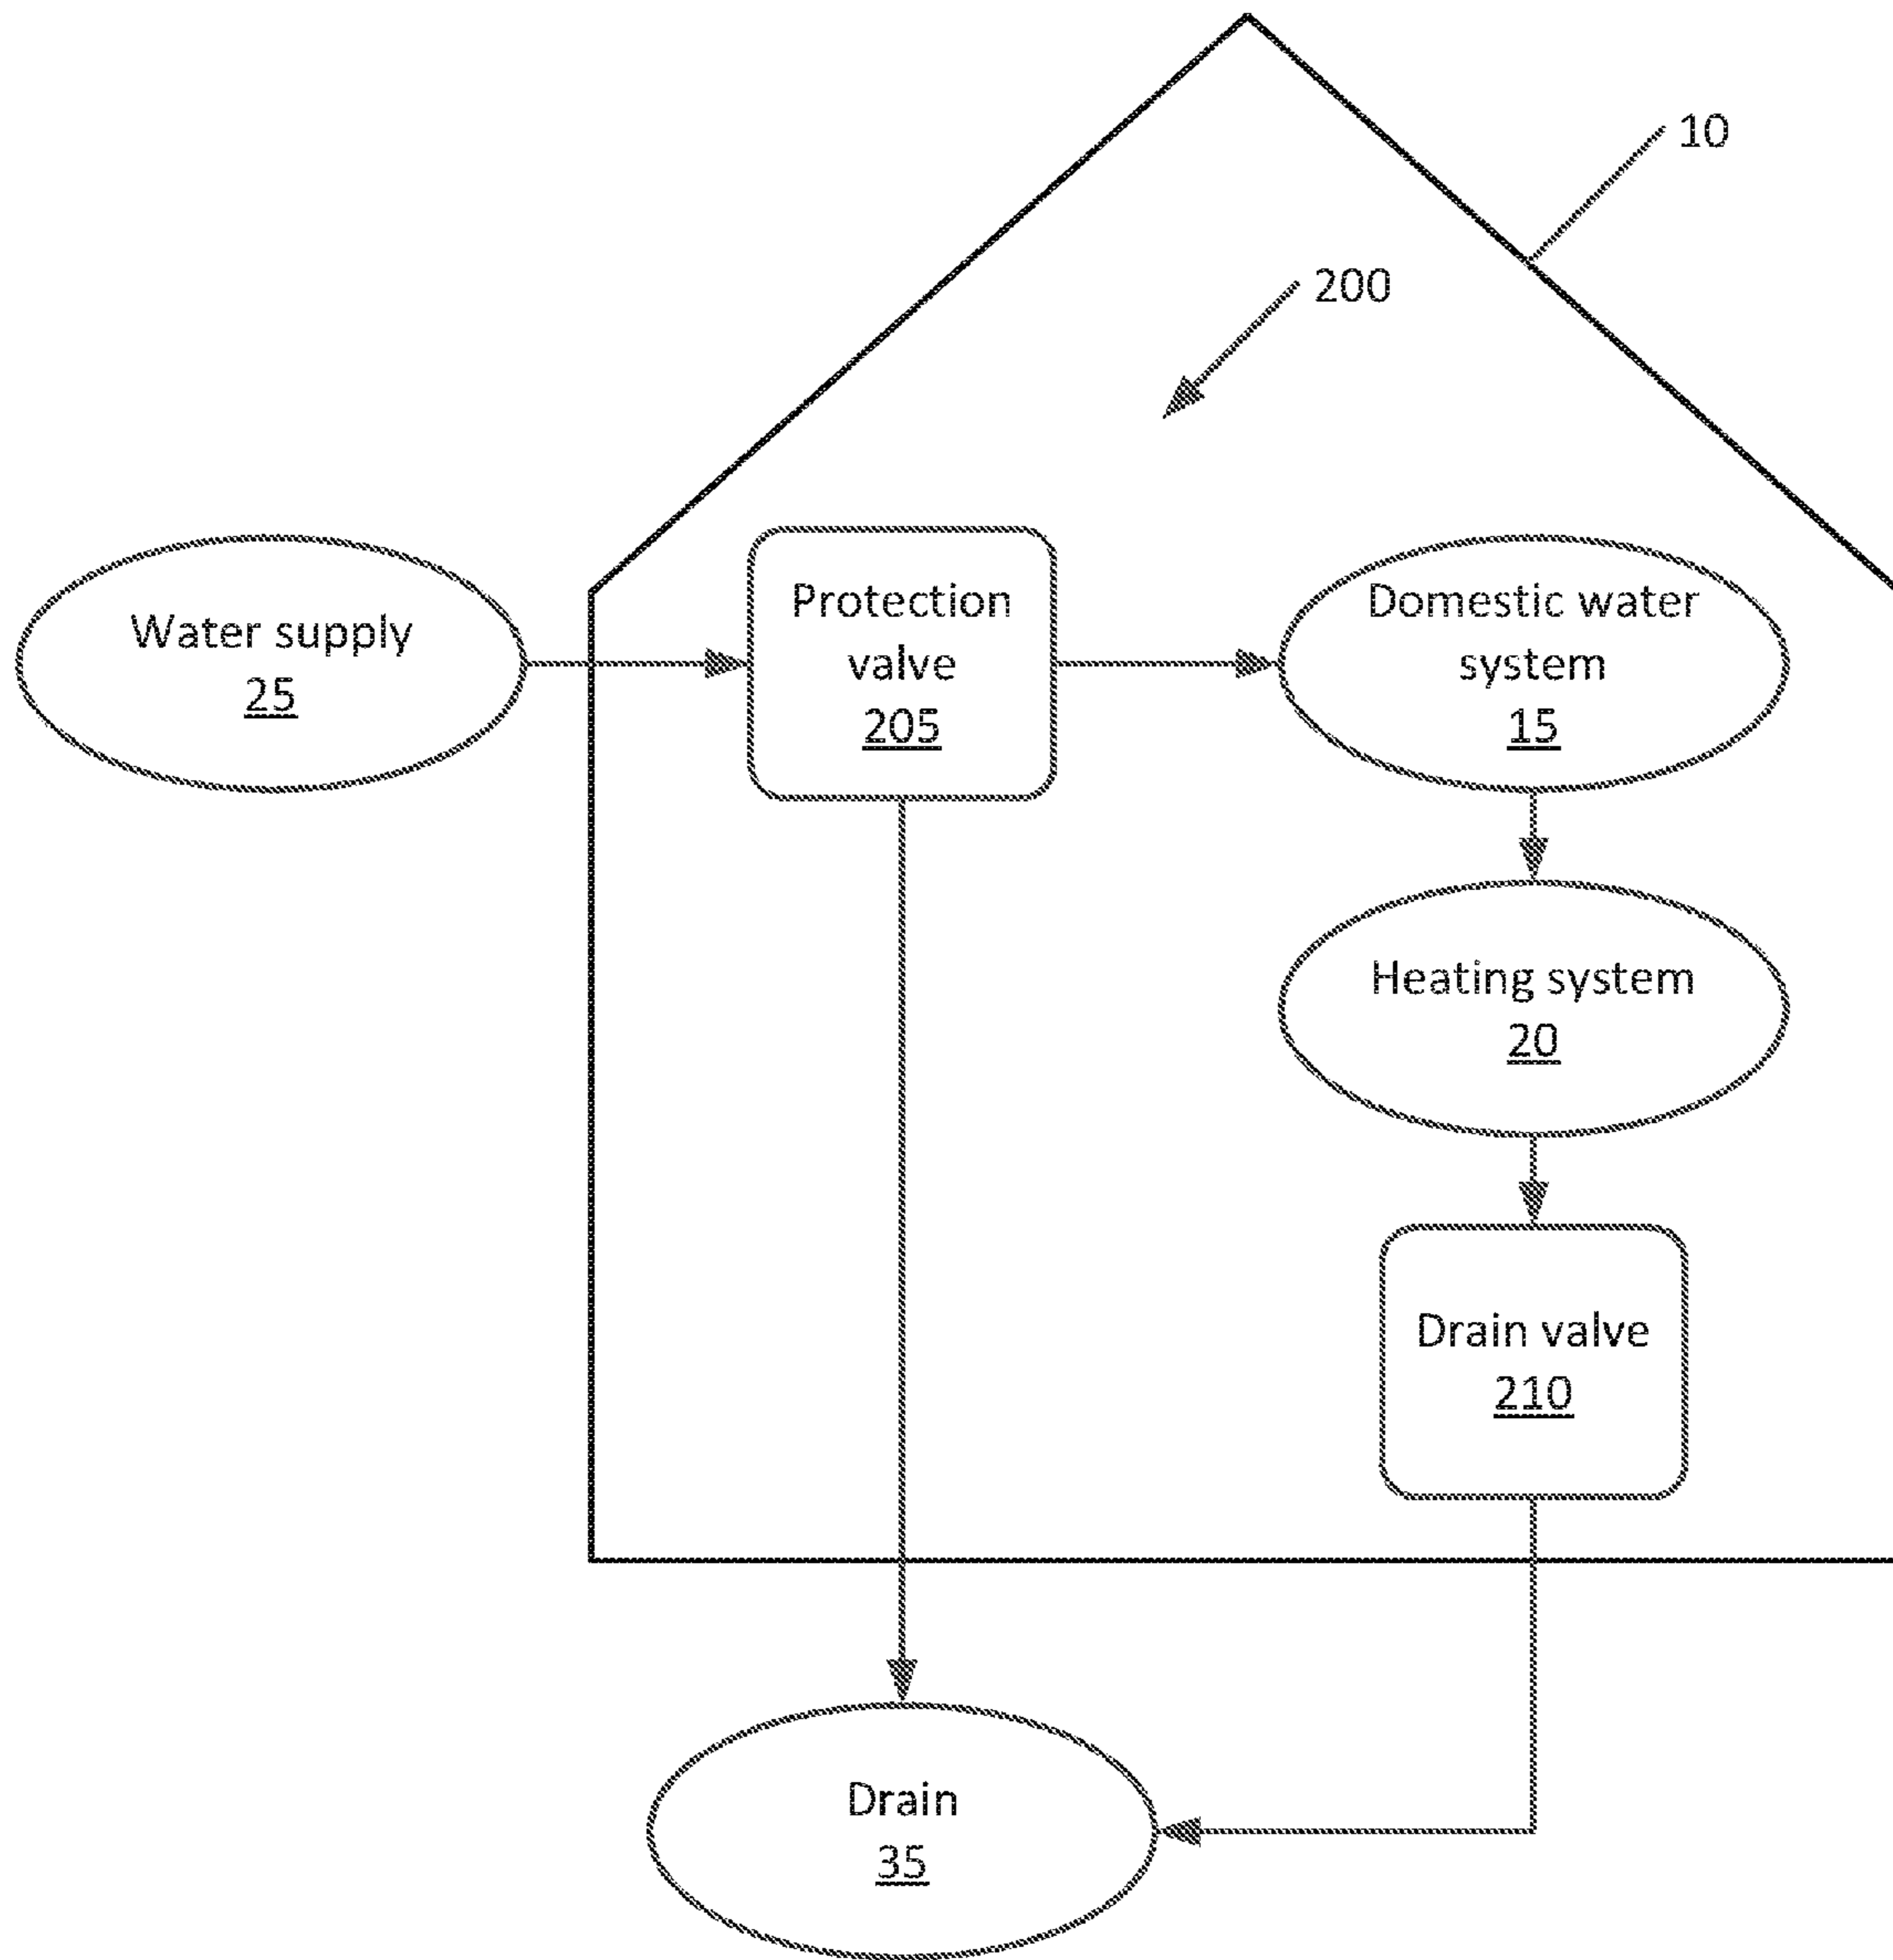 10
200
Water supply
25
Protection
valve
205
Domestic water
system
15
Heating system
20
Drain valve
210
Drain
35